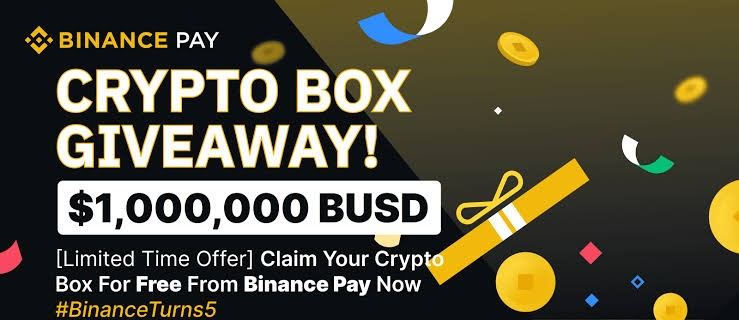 BINANCE PAY
CRYPTO BOX
GIVEAWAY!
$1,000,000 BUSD
[Limited Time Offer] Claim Your Crypto
Box For Free From Binance Pay Now
#BinanceTurns5